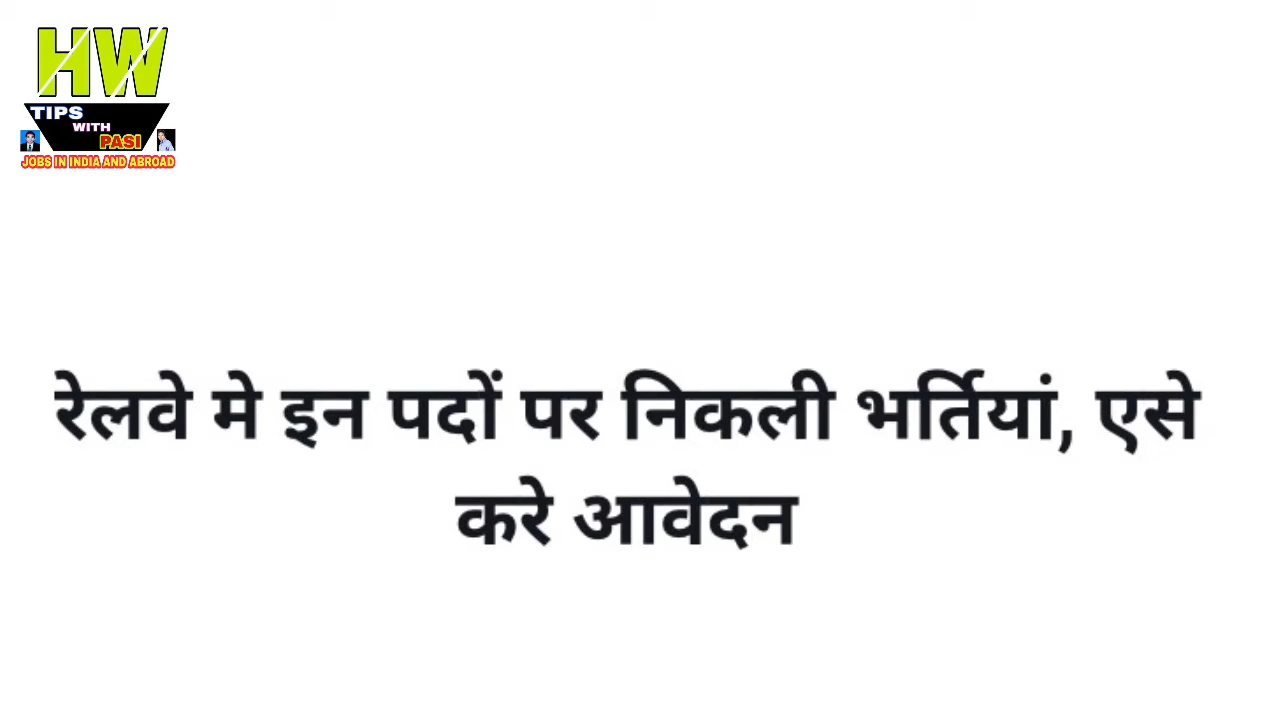 HW
TIPS
WITH
PASI
JOBS IN INDIA AND ABROAD
रेलवे मे इन पदों पर निकली भर्तियां, एसे
करे आवेदन